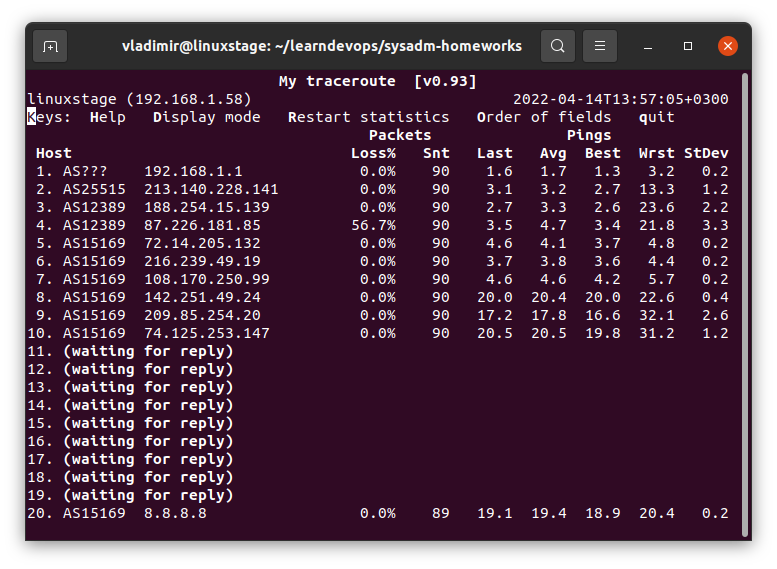 vladimir@linuxstage: ~/learndevops/sysadm-homeworks
My traceroute  [v0.93]
linuxstage (192.168.1.58)                             2022-04-14T13:57:05+0300
Keys:  Help   Display mode   Restart statistics   Order of fields   quit
                                      Packets               Pings
 Host                               Loss%   Snt   Last   Avg  Best  Wrst StDev
 1. AS???    192.168.1.1             0.0%    90    1.6   1.7   1.3   3.2   0.2
 2. AS25515  213.140.228.141         0.0%    90    3.1   3.2   2.7  13.3   1.2
 3. AS12389  188.254.15.139          0.0%    90    2.7   3.3   2.6  23.6   2.2
 4. AS12389  87.226.181.85          56.7%    90    3.5   4.7   3.4  21.8   3.3
 5. AS15169  72.14.205.132           0.0%    90    4.6   4.1   3.7   4.8   0.2
 6. AS15169  216.239.49.19           0.0%    90    3.7   3.8   3.6   4.4   0.2
 7. AS15169  108.170.250.99          0.0%    90    4.6   4.6   4.2   5.7   0.2
 8. AS15169  142.251.49.24           0.0%    90   20.0  20.4  20.0  22.6   0.4
 9. AS15169  209.85.254.20           0.0%    90   17.2  17.8  16.6  32.1   2.6
10. AS15169  74.125.253.147          0.0%    90   20.5  20.5  19.8  31.2   1.2
11. (waiting for reply)
12. (waiting for reply)
13. (waiting for reply)
14. (waiting for reply)
15. (waiting for reply)
16. (waiting for reply)
17. (waiting for reply)
18. (waiting for reply)
19. (waiting for reply)
20. AS15169  8.8.8.8                 0.0%    89   19.1  19.4  18.9  20.4   0.2